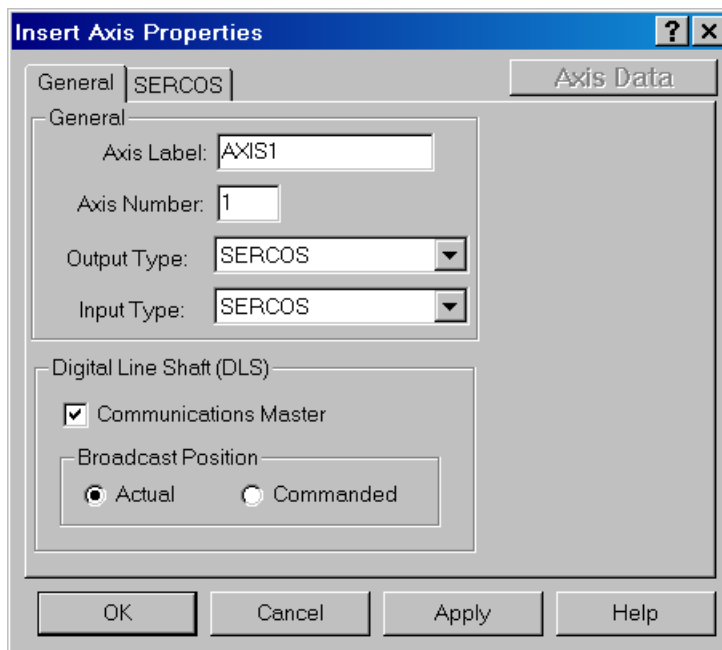 Insert Axis Properties
General
SERCOS
Axis Data
General
Axis Label: AXIS1
Axis Number: 1
Output Type: SERCOS
Input Type: SERCOS
Digital Line Shaft (DLS)
Communications Master
Broadcast Position
Actual
Commanded
OK
Cancel
Apply
Help